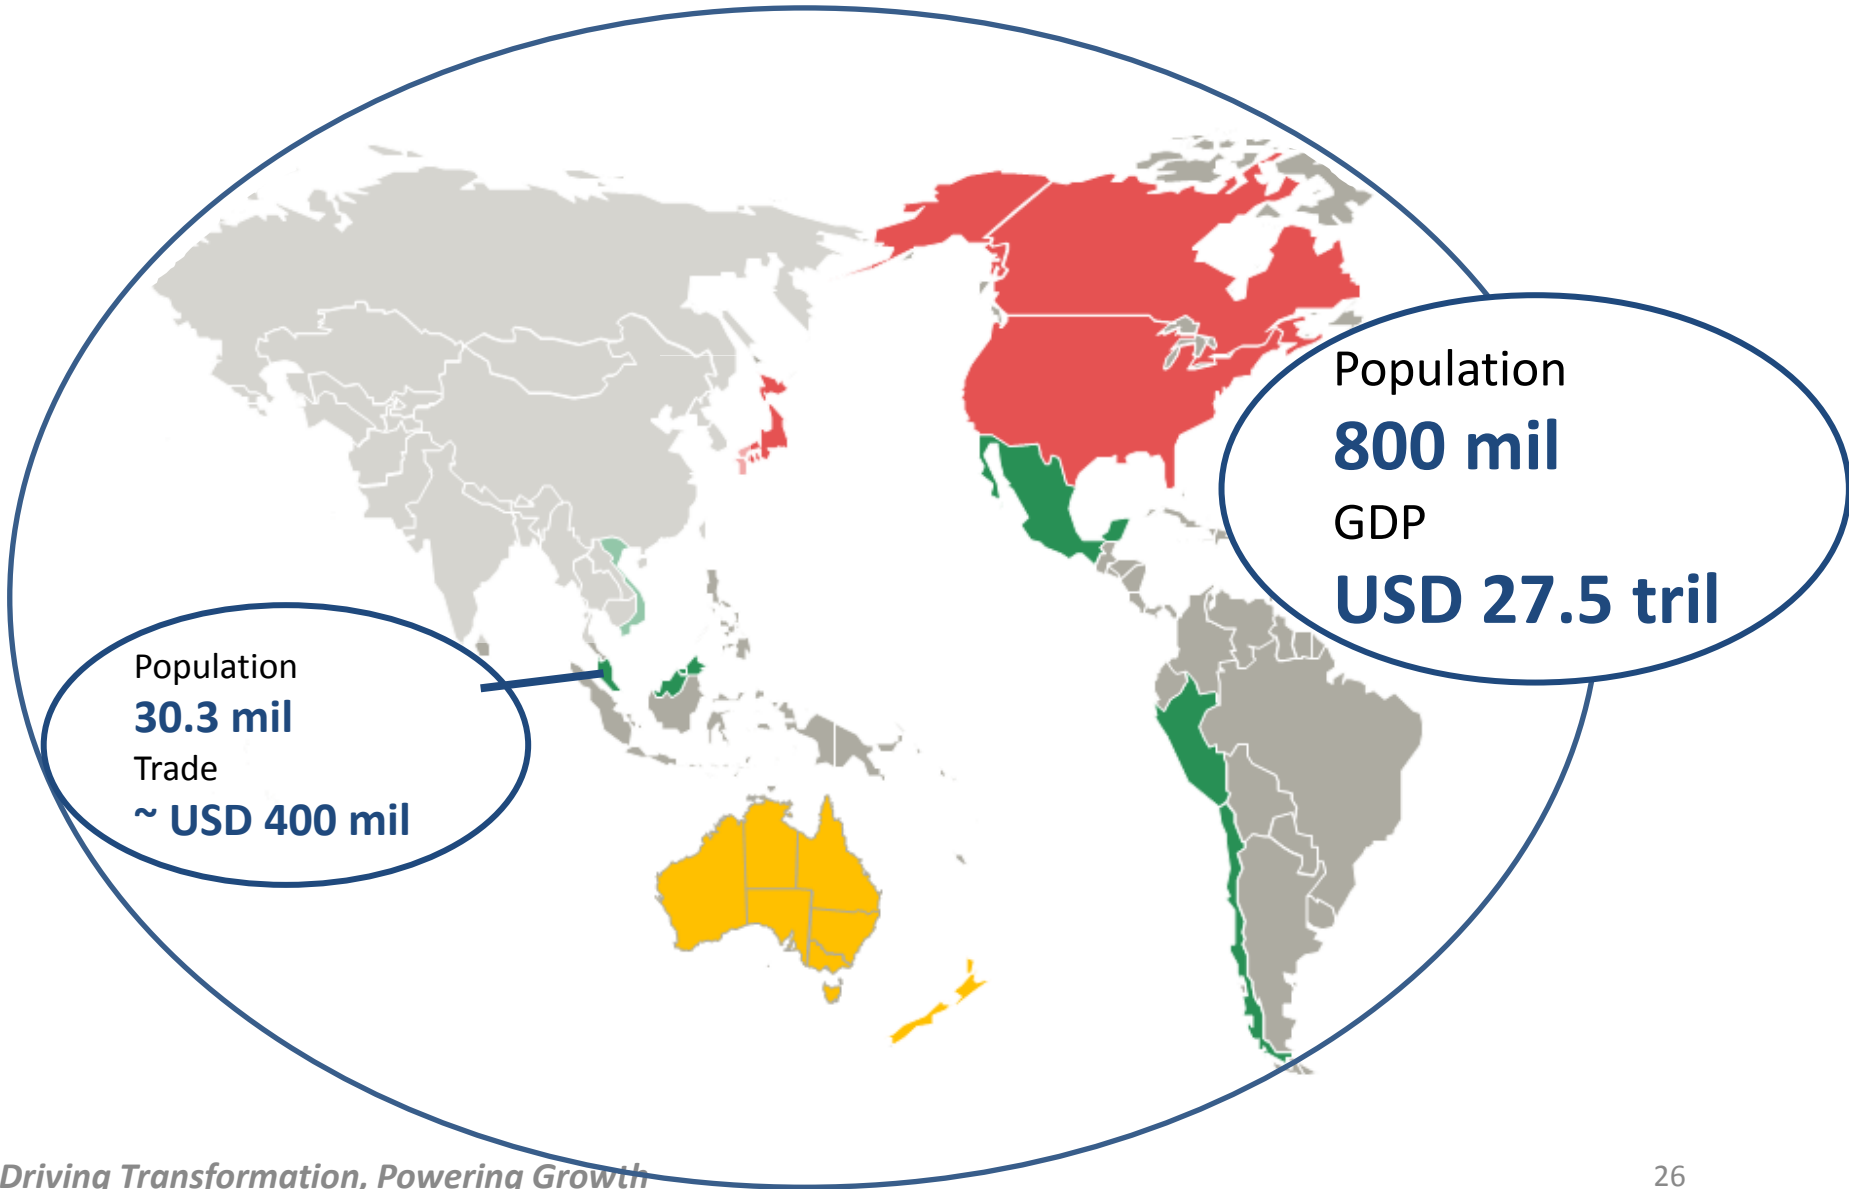 Population
800 mil
GDP
USD 27.5 tril
Population
30.3 mil
Trade
~ USD 400 mil
Driving Transformation, Powering Growth
26